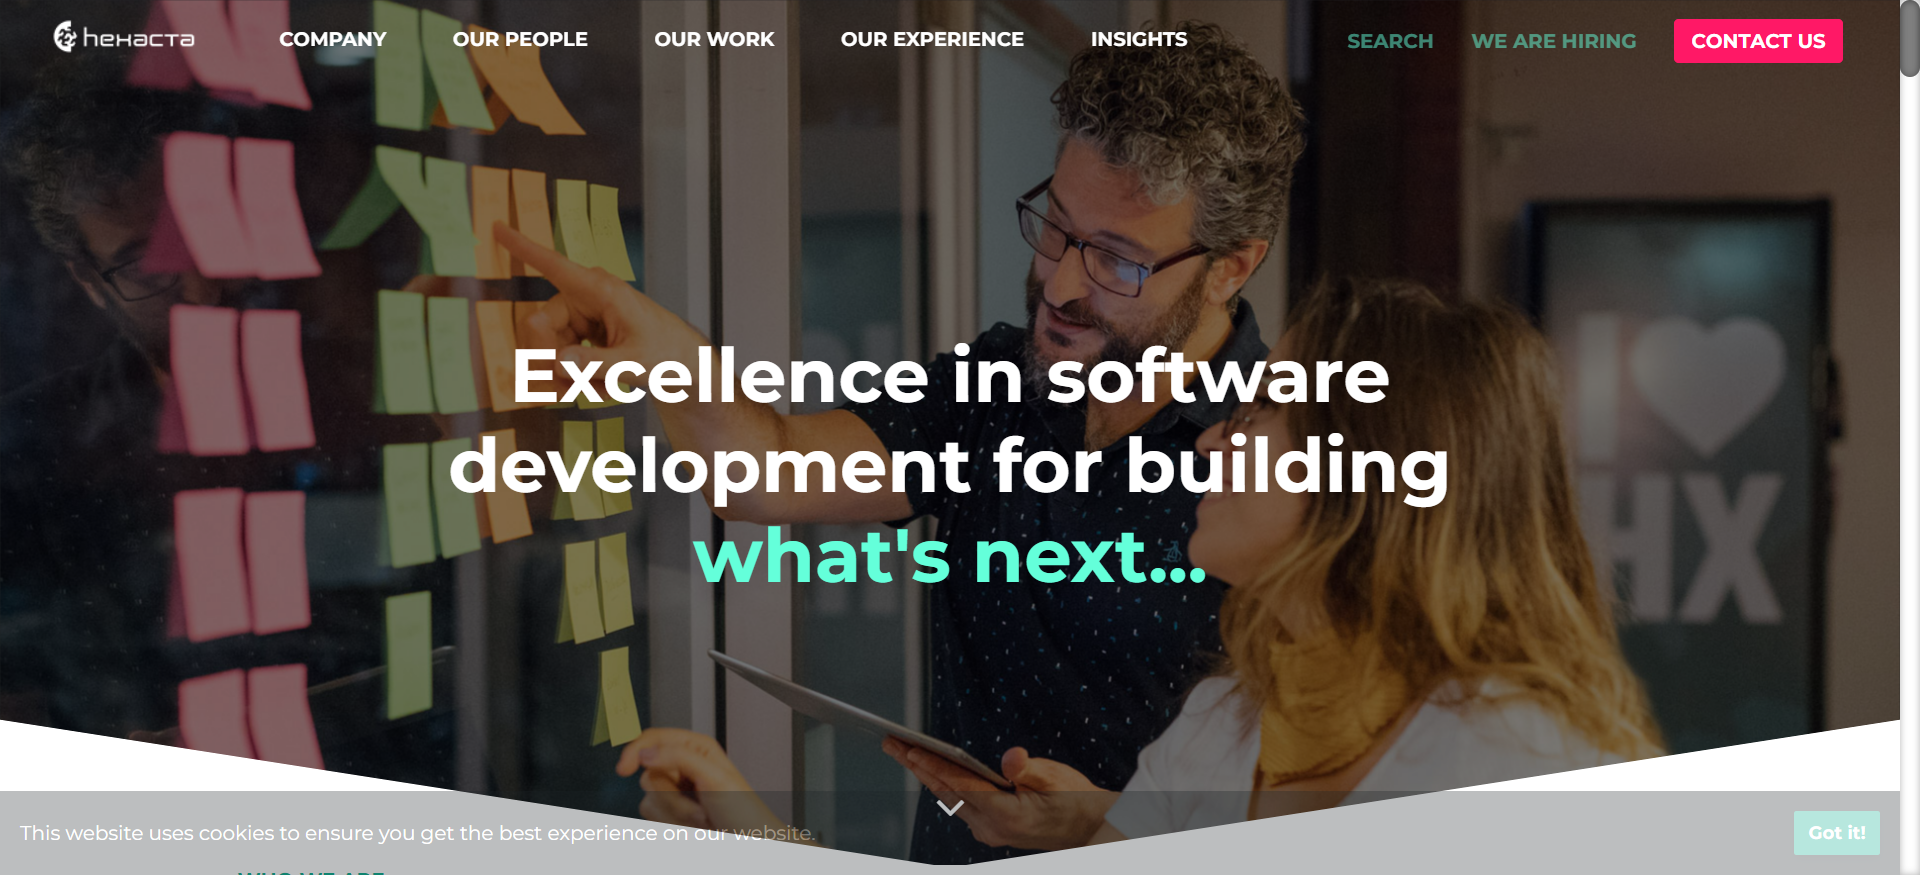 hexacta
COMPANY
OUR PEOPLE
OUR WORK
OUR EXPERIENCE
INSIGHTS
SEARCH
WE ARE HIRING
CONTACT US
Excellence in software
development for building
what's next...
HX
This website uses cookies to ensure you get the best experience on our website.
Got it!
WHO WE ARE